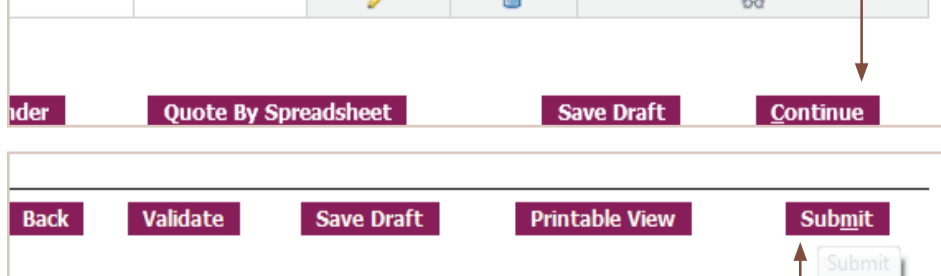 nder Quote By Spreadsheet Save Draft Continue
Back Validate Save Draft Printable View Submit
Submit